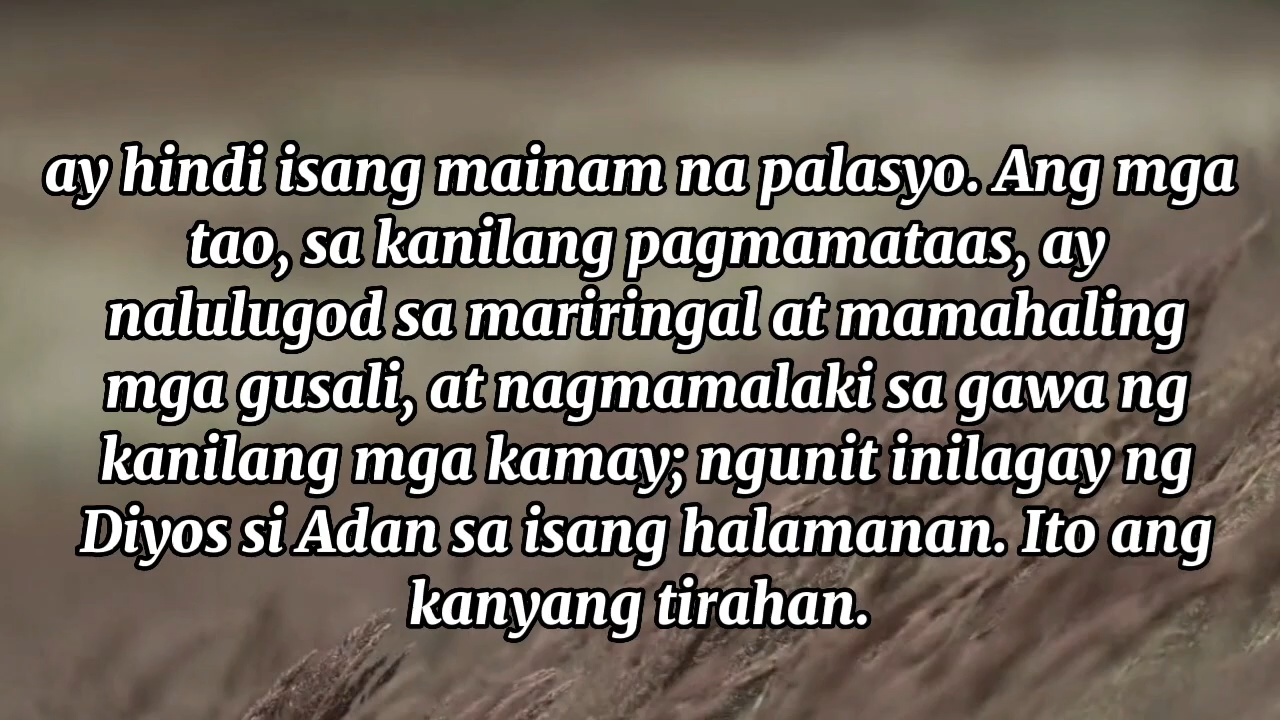 ay hindi isang mainam na palasyo. Ang mga
tao, sa kanilang pagmamataas, ay
nalulugod sa mariringal at mamahaling
mga gusali, at nagmamalaki sa gawa ng
kanilang mga kamay; ngunit inilagay ng
Diyos si Adan sa isang halamanan. Ito ang
kanyang tirahan.